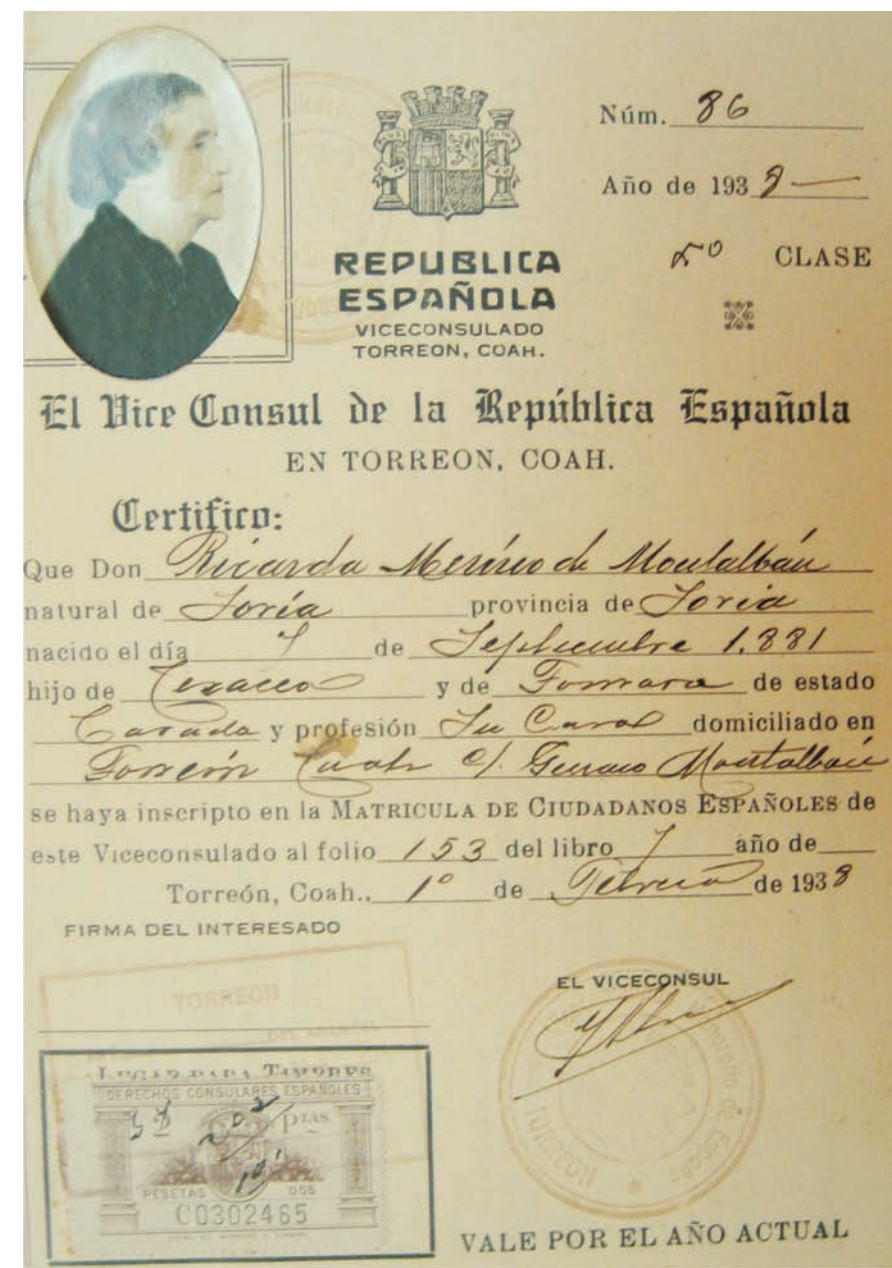 Núm. 86
Año de 1938
CLASE
REPUBLICA
ESPAÑOLA
VICECONSULADO
TORREON, COAH.
El Vice Consul de la República Española
EN TORREON, COAH.
Certifico:
Que Don Ricarda Merino de Montalbán
natural de Soria provincia de Soria
nacido el día 7 de Septiembre 1.881
hijo de y de de estado
Casada y profesión Su Casa domiciliado en
Torreón Coah c/. Genaro Montalbán
se haya inscripto en la MATRICULA DE CIUDADANOS ESPAÑOLES de
este Viceconsulado al folio 153 del libro año de
Torreón, Coah.. 1º de Febrero de 1938
FIRMA DEL INTERESADO
TORREON
EL VICECONSUL
LUGAR PARA TIMBRES
DERECHOS CONSULARES ESPAÑOLES
PTAS
PESETAS DOS
C0302465
VALE POR EL AÑO ACTUAL